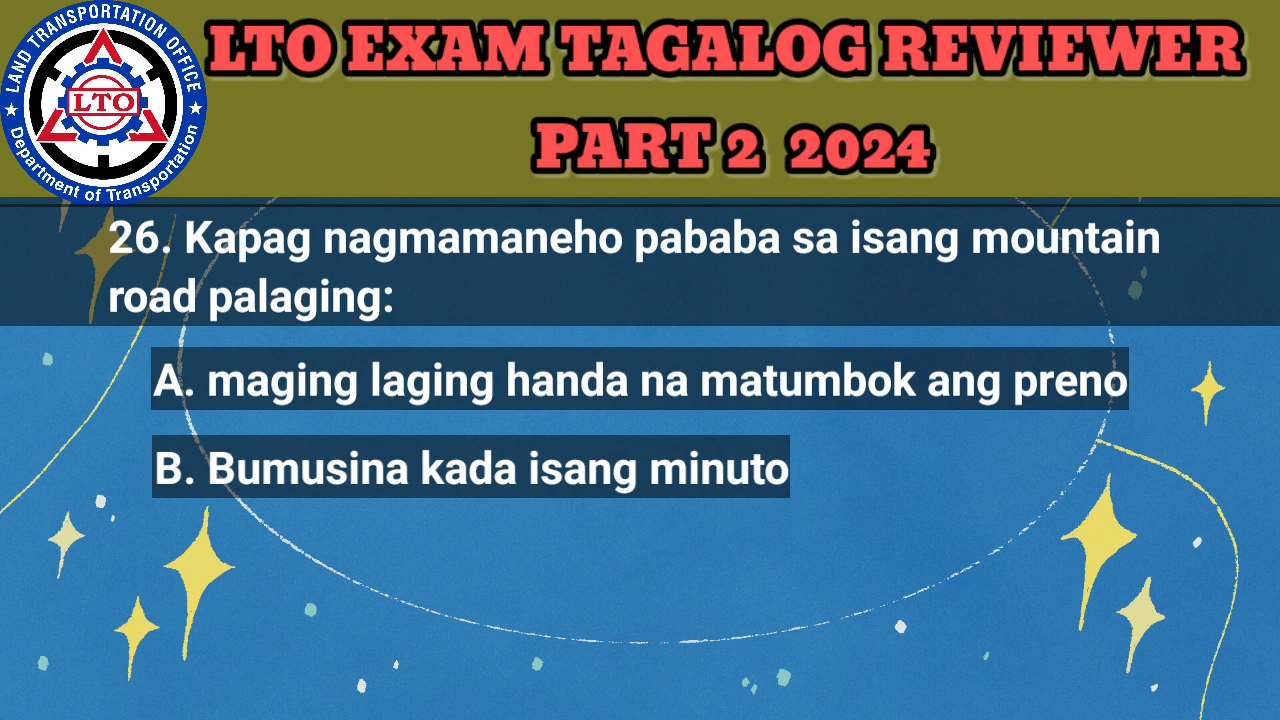 LAND TRANSPORTATION OFFICE
LTO
Department of Transportation
LTO EXAM TAGALOG REVIEWER
PART 2 2024
26. Kapag nagmamaneho pababa sa isang mountain
road palaging:
A. maging laging handa na matumbok ang preno
B. Bumusina kada isang minuto